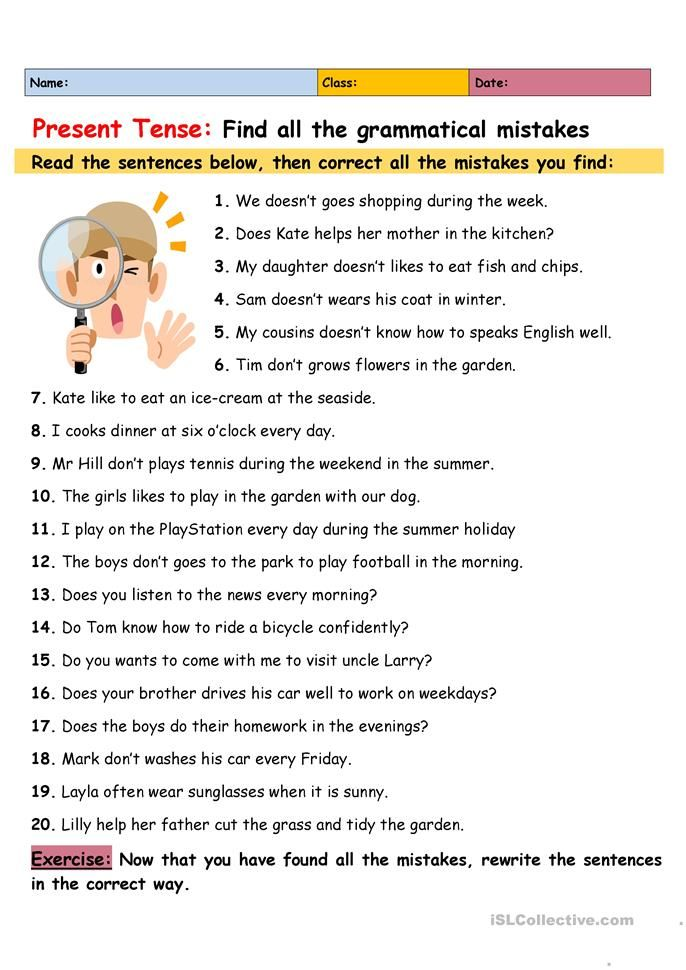 Name: Class: Date:
Present Tense: Find all the grammatical mistakes
Read the sentences below, then correct all the mistakes you find:
1. We doesn't goes shopping during the week.
2. Does Kate helps her mother in the kitchen?
3. My daughter doesn't likes to eat fish and chips.
4. Sam doesn't wears his coat in winter.
5. My cousins doesn't know how to speaks English well.
6. Tim don't grows flowers in the garden.
7. Kate like to eat an ice-cream at the seaside.
8. I cooks dinner at six o'clock every day.
9. Mr Hill don't plays tennis during the weekend in the summer.
10. The girls likes to play in the garden with our dog.
11. I play on the PlayStation every day during the summer holiday
12. The boys don't goes to the park to play football in the morning.
13. Does you listen to the news every morning?
14. Do Tom know how to ride a bicycle confidently?
15. Do you wants to come with me to visit uncle Larry?
16. Does your brother drives his car well to work on weekdays?
17. Does the boys do their homework in the evenings?
18. Mark don't washes his car every Friday.
19. Layla often wear sunglasses when it is sunny.
20. Lilly help her father cut the grass and tidy the garden.
Exercise: Now that you have found all the mistakes, rewrite the sentences
in the correct way.
iSLCollective.com